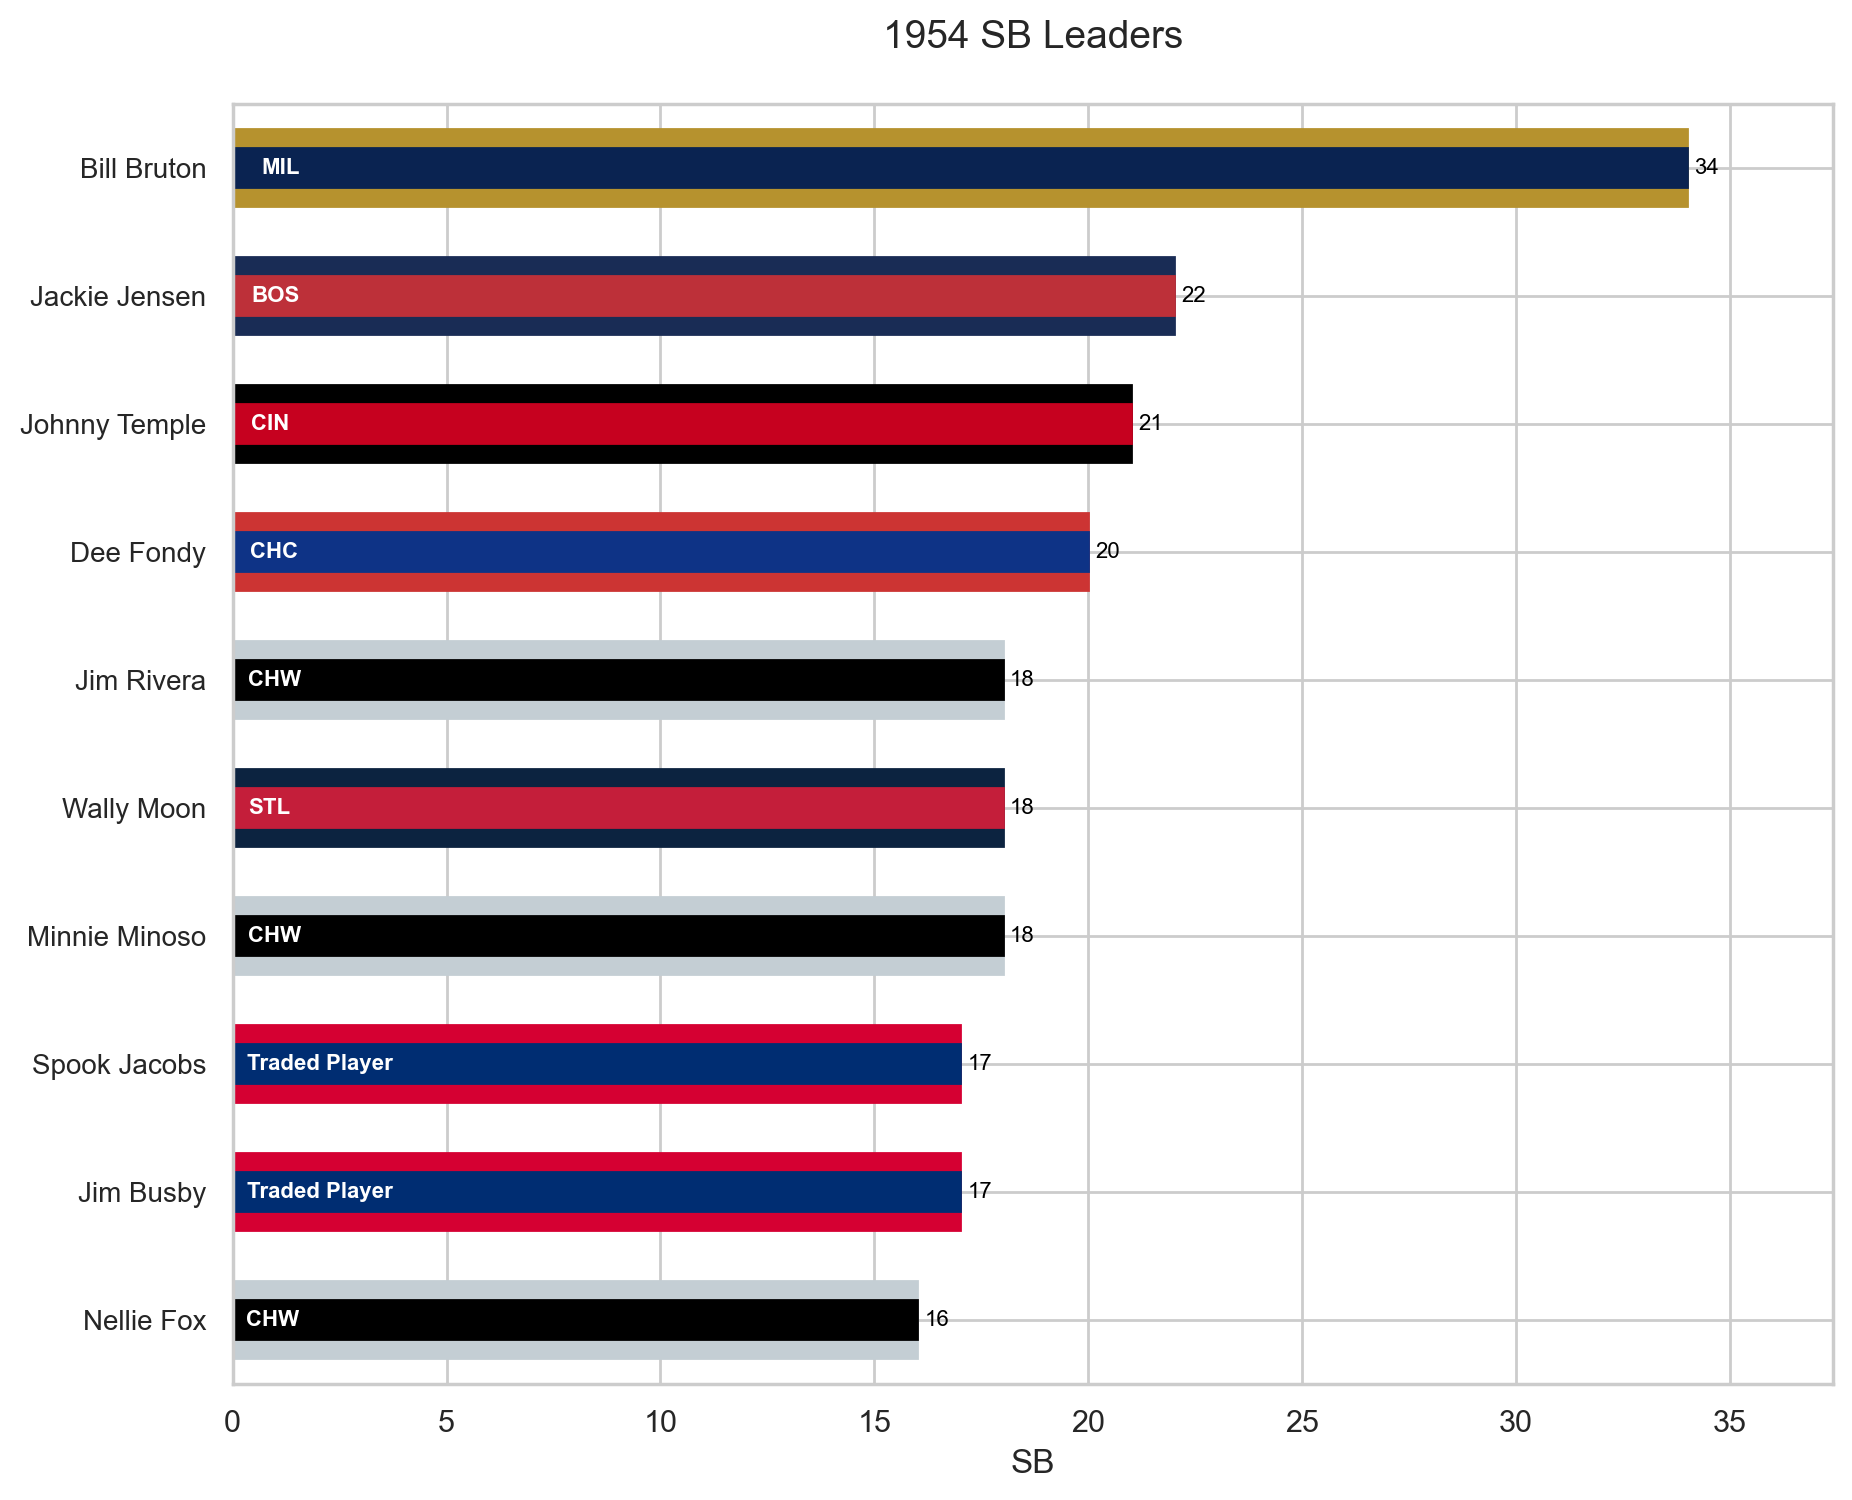 1954 SB Leaders
Bill Bruton MIL 34
Jackie Jensen BOS 22
Johnny Temple CIN 21
Dee Fondy CHC 20
Jim Rivera CHW 18
Wally Moon STL 18
Minnie Minoso CHW 18
Spook Jacobs Traded Player 17
Jim Busby Traded Player 17
Nellie Fox CHW 16
0 5 10 15 20 25 30 35
SB